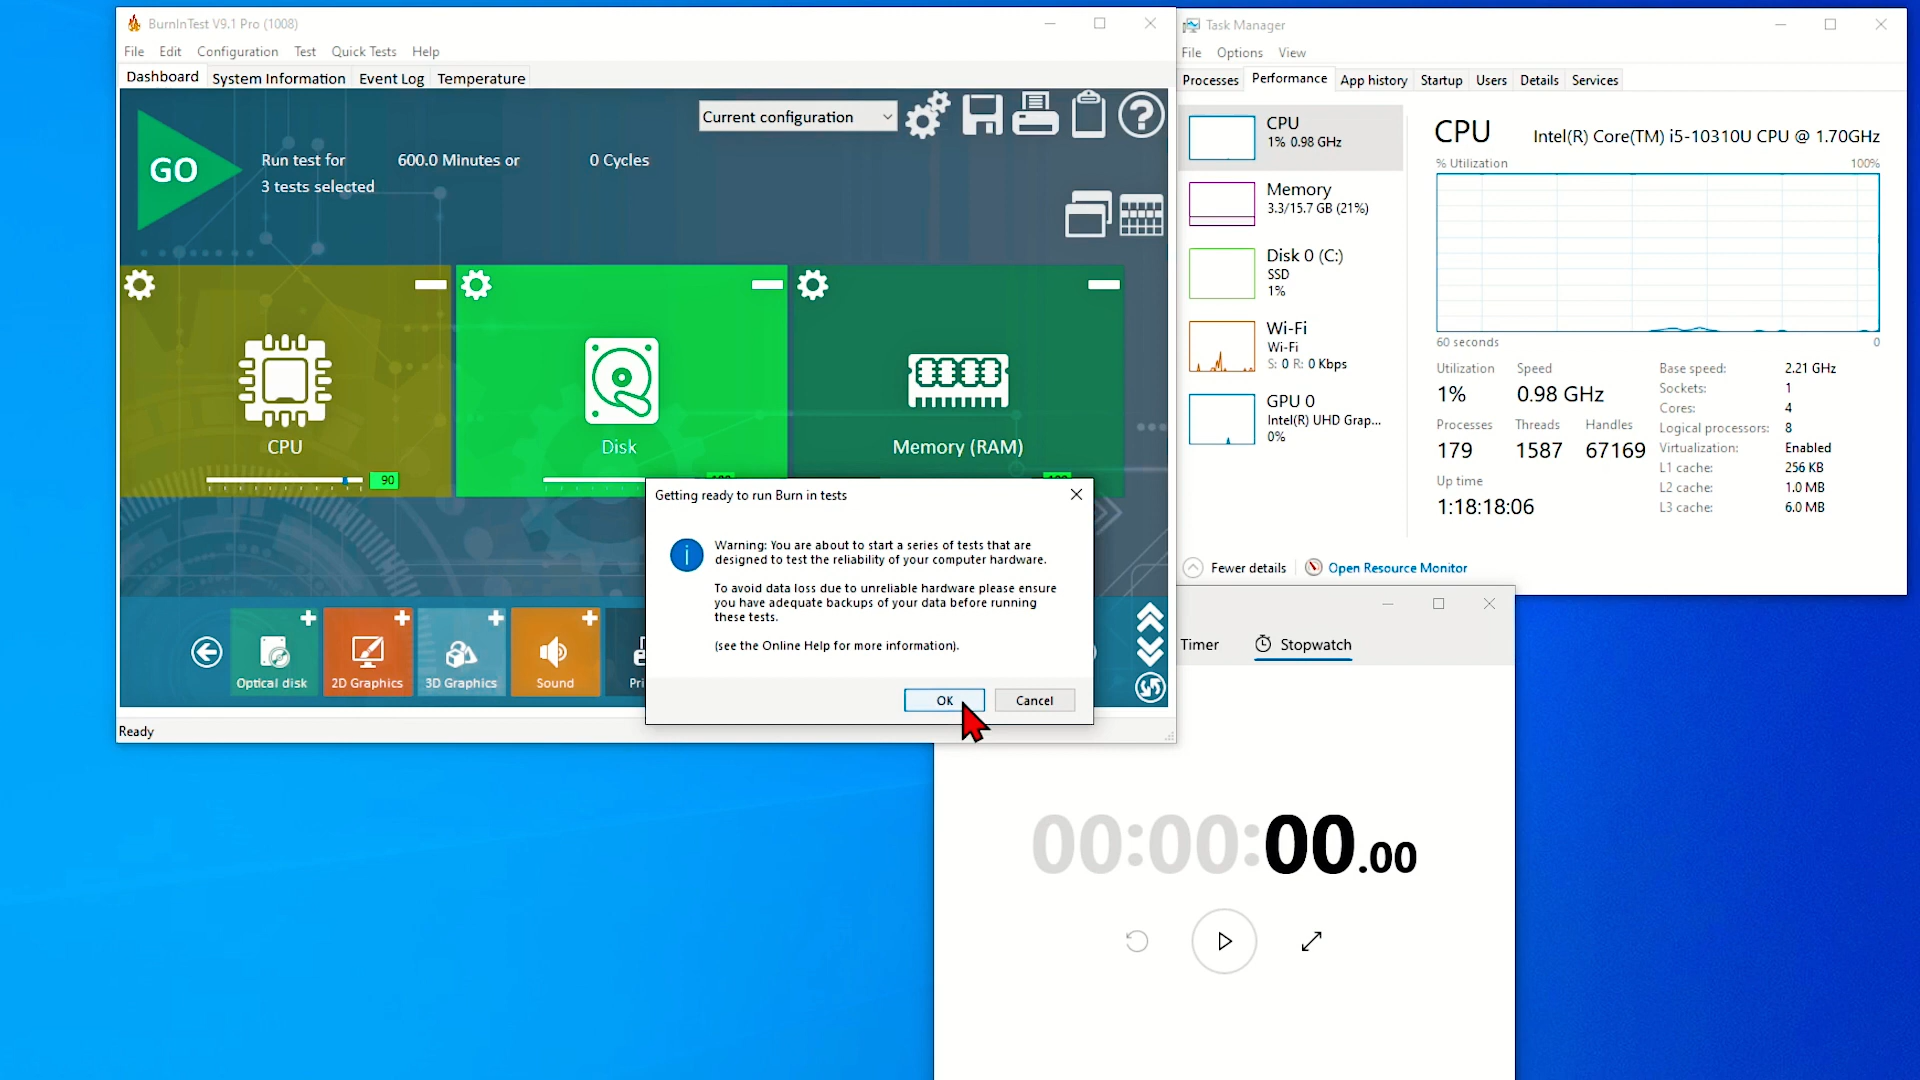 BurnInTest V9.1 Pro (1008)
File Edit Configuration Test Quick Tests Help
Dashboard System Information Event Log Temperature
Current configuration
GO
Run test for 600.0 Minutes or 0 Cycles
3 tests selected
CPU
90
Disk
Memory (RAM)
Optical disk
2D Graphics
3D Graphics
Sound
Pri
Ready
Getting ready to run Burn in tests
Warning: You are about to start a series of tests that are
designed to test the reliability of your computer hardware.
To avoid data loss due to unreliable hardware please ensure
you have adequate backups of your data before running
these tests.
(see the Online Help for more information).
OK Cancel
Task Manager
File Options View
Processes Performance App history Startup Users Details Services
CPU
1% 0.98 GHz
Memory
3.3/15.7 GB (21%)
Disk 0 (C:)
SSD
1%
Wi-Fi
Wi-Fi
S: 0 R: 0 Kbps
GPU 0
Intel(R) UHD Grap...
0%
CPU Intel(R) Core(TM) i5-10310U CPU @ 1.70GHz
% Utilization 100%
60 seconds 0
Utilization Speed
1% 0.98 GHz
Processes Threads Handles
179 1587 67169
Up time
1:18:18:06
Base speed: 2.21 GHz
Sockets: 1
Cores: 4
Logical processors: 8
Virtualization: Enabled
L1 cache: 256 KB
L2 cache: 1.0 MB
L3 cache: 6.0 MB
Fewer details Open Resource Monitor
Timer Stopwatch
00:00:00.00